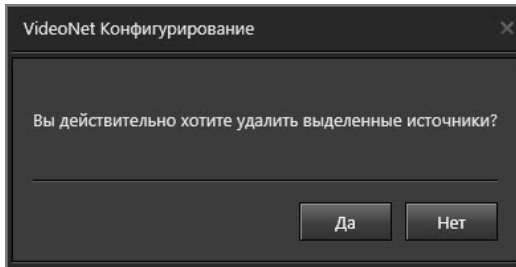 VideoNet Конфигурирование
Вы действительно хотите удалить выделенные источники?
Да Нет